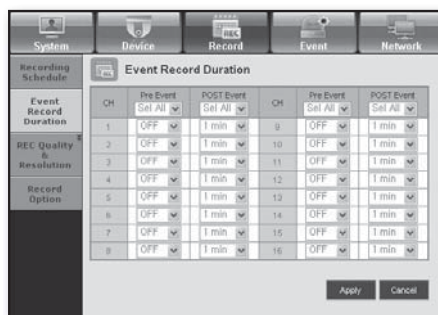 System Device Record Event Network
Recording
Schedule
Event
Record
Duration
REC Quality
&
Resolution
Record
Option
Event Record Duration
CH Pre Event POST Event CH Pre Event POST Event
Sel All Sel All Sel All Sel All
1 OFF 1 min 9 OFF 1 min
2 OFF 1 min 10 OFF 1 min
3 OFF 1 min 11 OFF 1 min
4 OFF 1 min 12 OFF 1 min
5 OFF 1 min 13 OFF 1 min
6 OFF 1 min 14 OFF 1 min
7 OFF 1 min 15 OFF 1 min
8 OFF 1 min 16 OFF 1 min
Apply Cancel